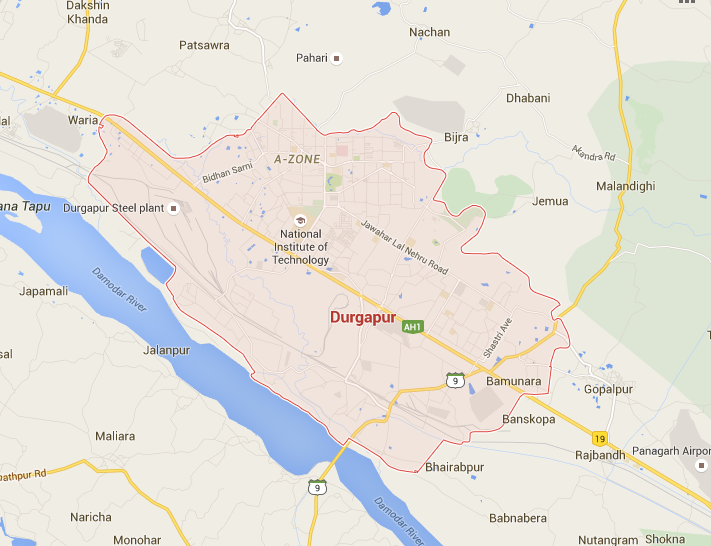 Dakshin
Khanda
Patsawra
Nachan
Pahari
Dhabani
Waria
Bijra
A-ZONE
Akandra Rd
Bidhan Sarni
Malandighi
Jemua
ana Tapu
Durgapur Steel plant
National
Institute of
Technology
Jawahar Lal Nehru Road
Damodar River
Japamali
Durgapur
AH1
Shastri Ave
Jalanpur
sal
9
Bamunara
Gopalpur
Banskopa
Maliara
19
Rajbandh
Panagarh Airpor
Bhairabpur
athpur Rd
9
Damodar River
Naricha
Babnabera
Monohar
Nutangram
Shokna